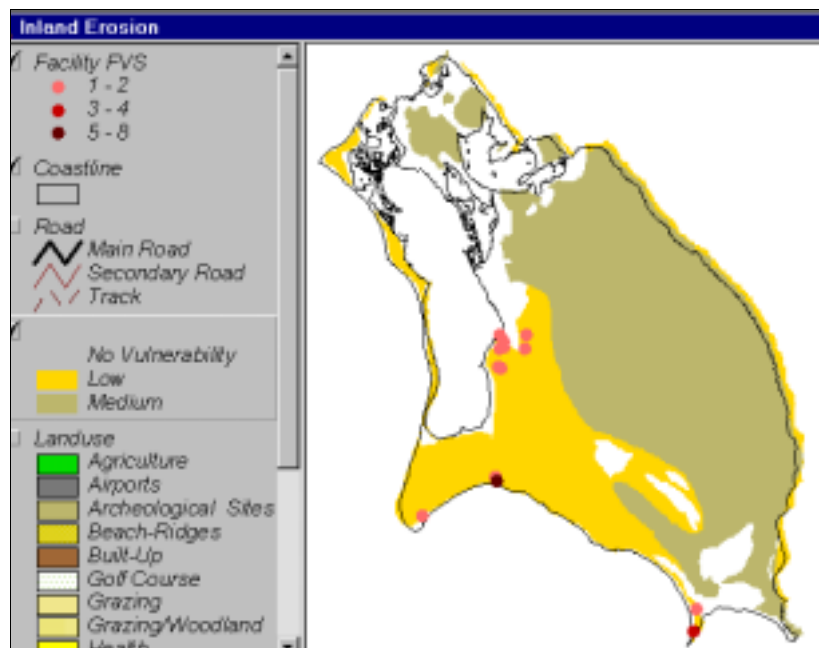 Inland Erosion
Facility FVS
1 - 2
3 - 4
5 - 8
Coastline
Road
Main Road
Secondary Road
Track
No Vulnerability
Low
Medium
Landuse
Agriculture
Airports
Archeological Sites
Beach-Ridges
Built-Up
Golf Course
Grazing
Grazing/Woodland